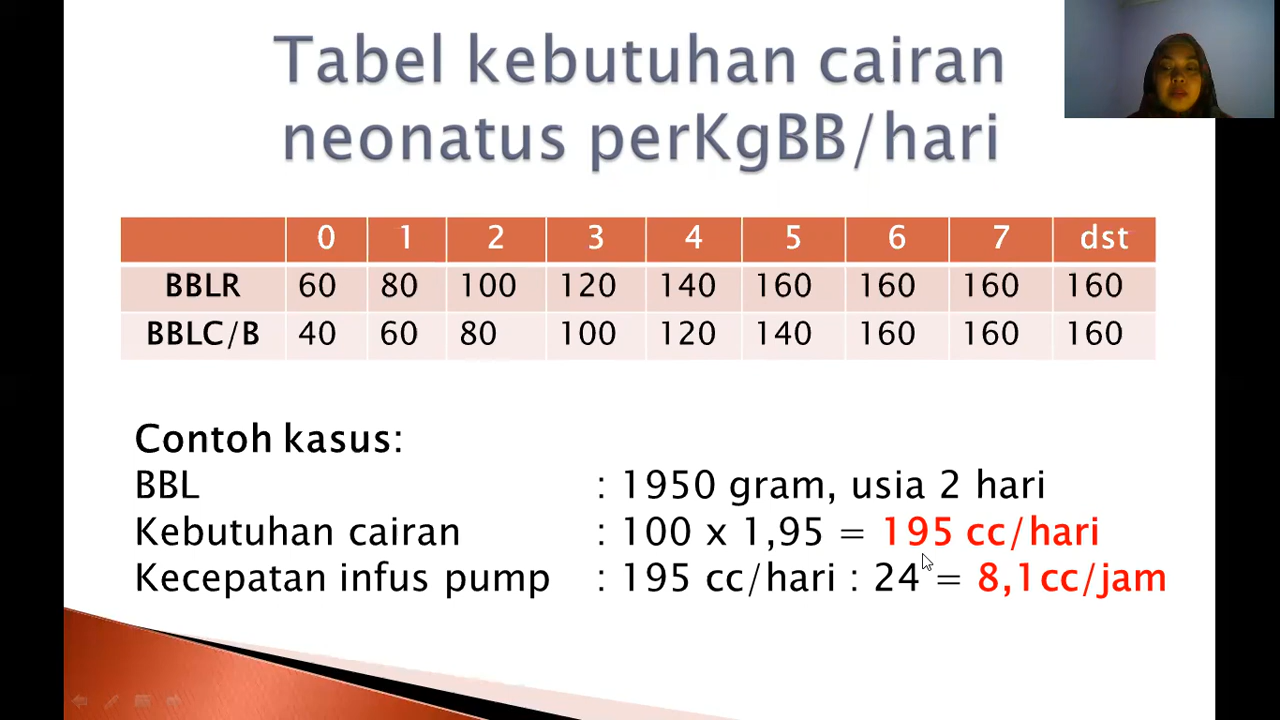 Tabel kebutuhan cairan
neonatus perKgBB/hari
0 1 2 3 4 5 6 7 dst
BBLR 60 80 100 120 140 160 160 160 160
BBLC/B 40 60 80 100 120 140 160 160 160
Contoh kasus:
BBL : 1950 gram, usia 2 hari
Kebutuhan cairan : 100 x 1,95 = 195 cc/hari
Kecepatan infus pump : 195 cc/hari : 24 = 8,1cc/jam